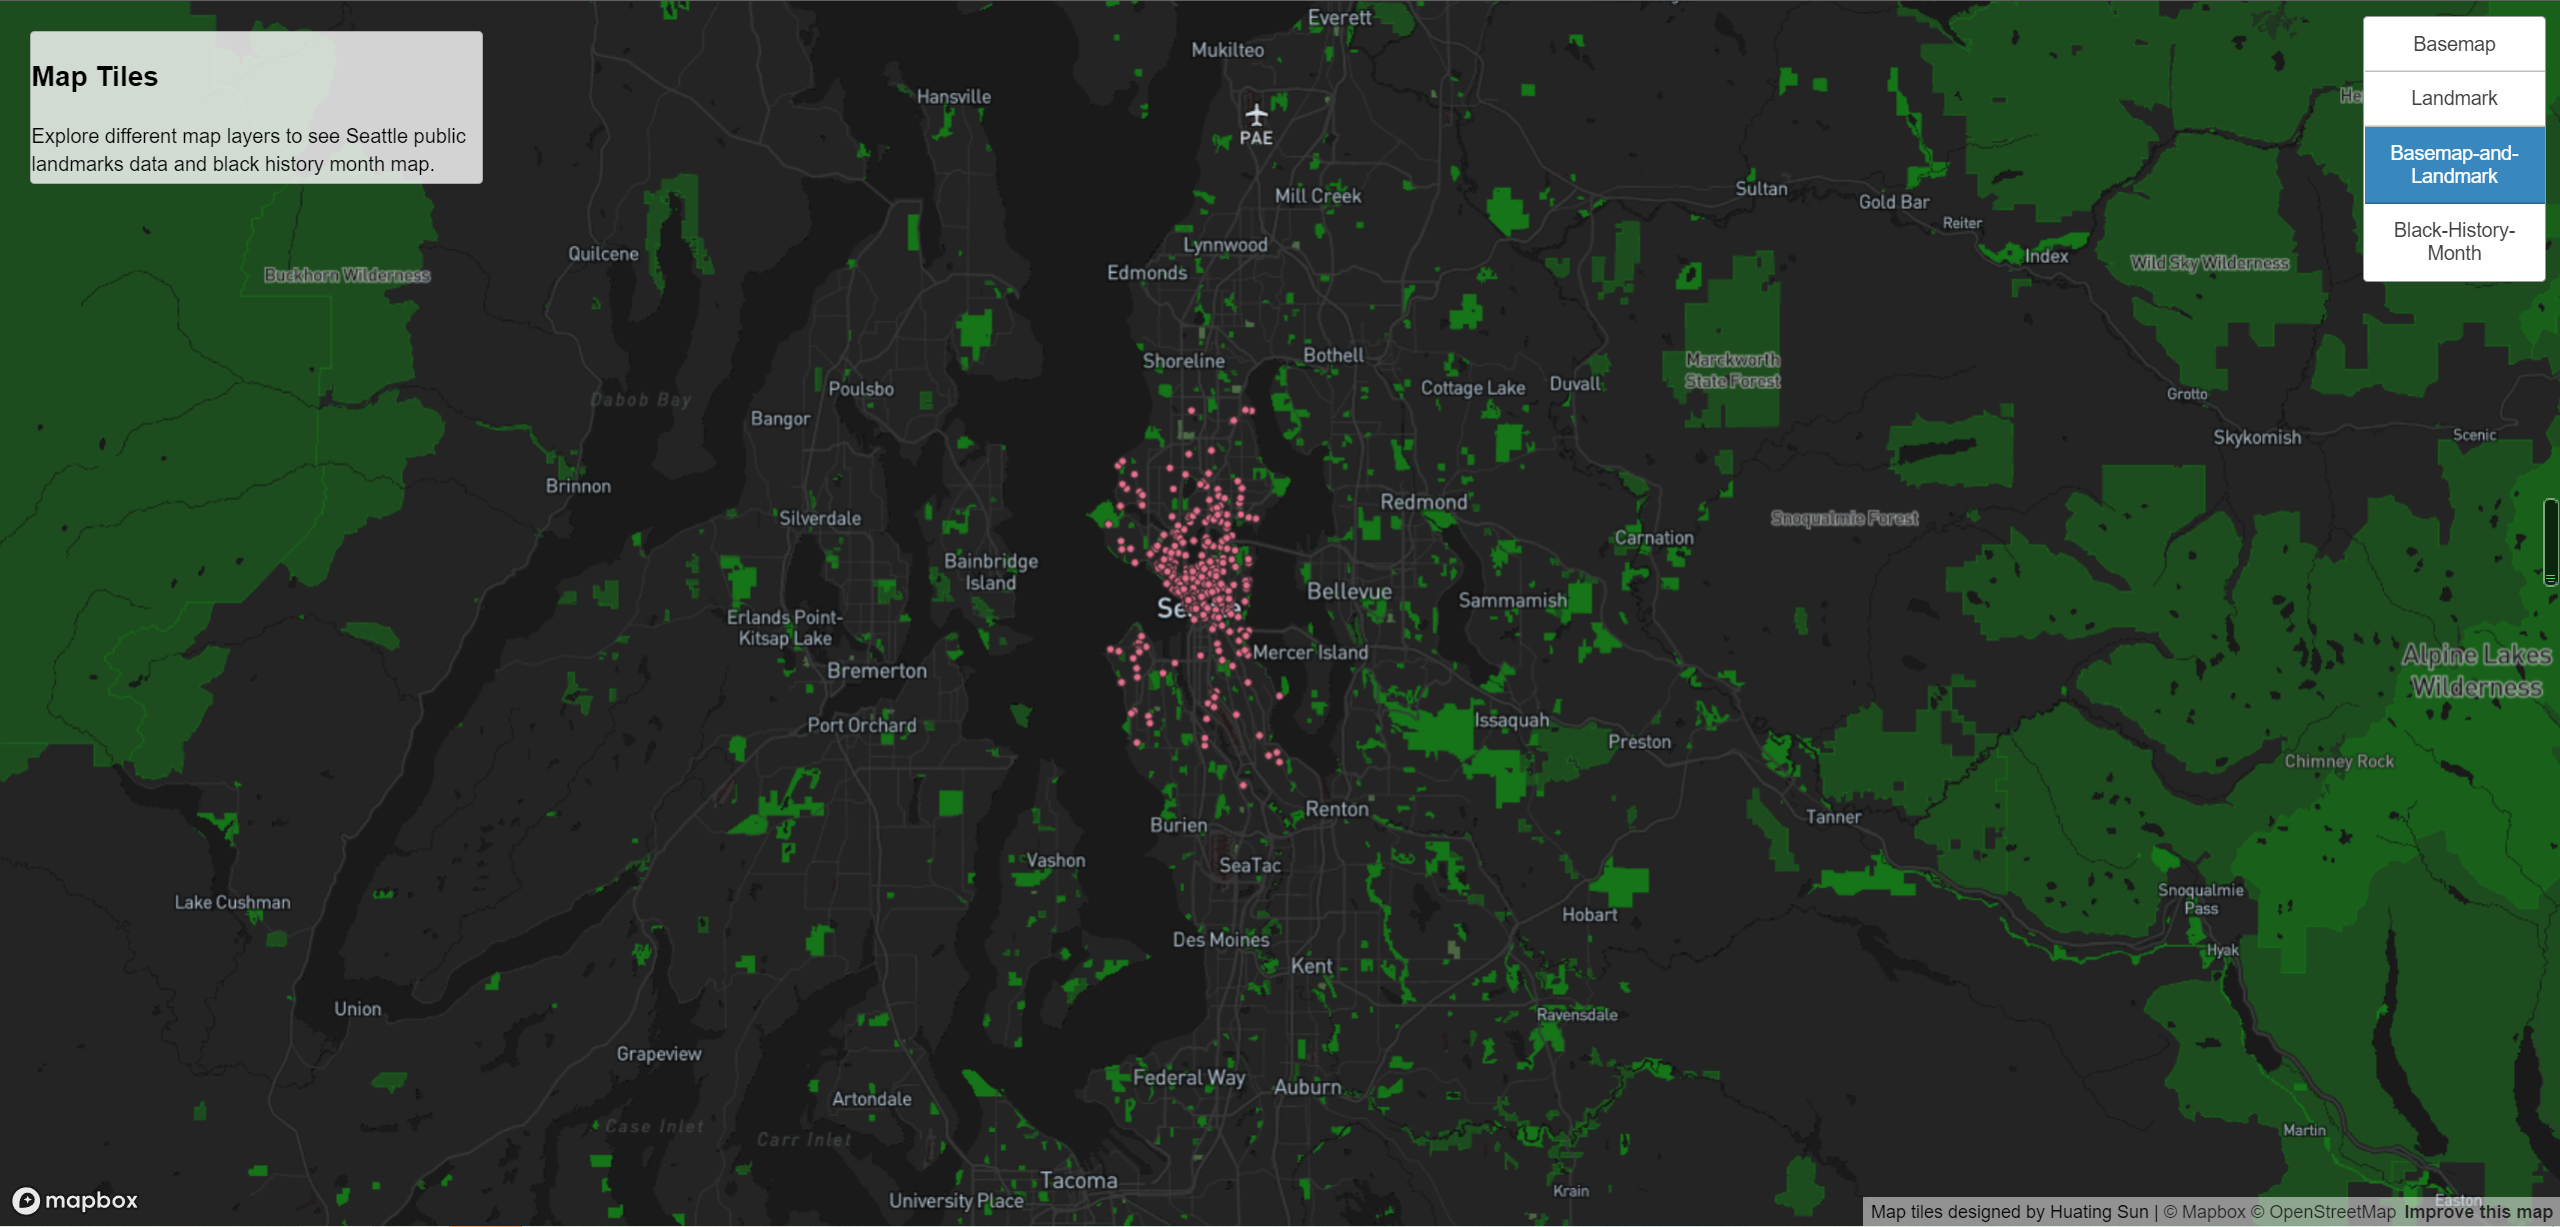 Map Tiles
Explore different map layers to see Seattle public
landmarks data and black history month map.
Basemap
Landmark
Basemap-and-
Landmark
Black-History-
Month
Everett
Mukilteo
Hansville
PAE
Mill Creek
Sultan
Gold Bar
Reiter
Index
Wild Sky Wilderness
Quilcene
Buckhorn Wilderness
Lynnwood
Edmonds
Shoreline
Bothell
Cottage Lake
Duvall
Marckworth
State Forest
Grotto
Skykomish
Scenic
Dabob Bay
Poulsbo
Bangor
Brinnon
Silverdale
Redmond
Snoqualmie Forest
Carnation
Bainbridge
Island
Bellevue
Sammamish
Erlands Point-
Kitsap Lake
Bremerton
Mercer Island
Alpine Lakes
Wilderness
Port Orchard
Issaquah
Preston
Chimney Rock
Renton
Tanner
Burien
SeaTac
Vashon
Lake Cushman
Hobart
Snoqualmie
Pass
Des Moines
Hyak
Kent
Union
Ravensdale
Grapeview
Federal Way
Auburn
Artondale
Case Inlet
Carr Inlet
Martin
Tacoma
University Place
Krain
Easton
mapbox
Map tiles designed by Huating Sun | © Mapbox © OpenStreetMap Improve this map